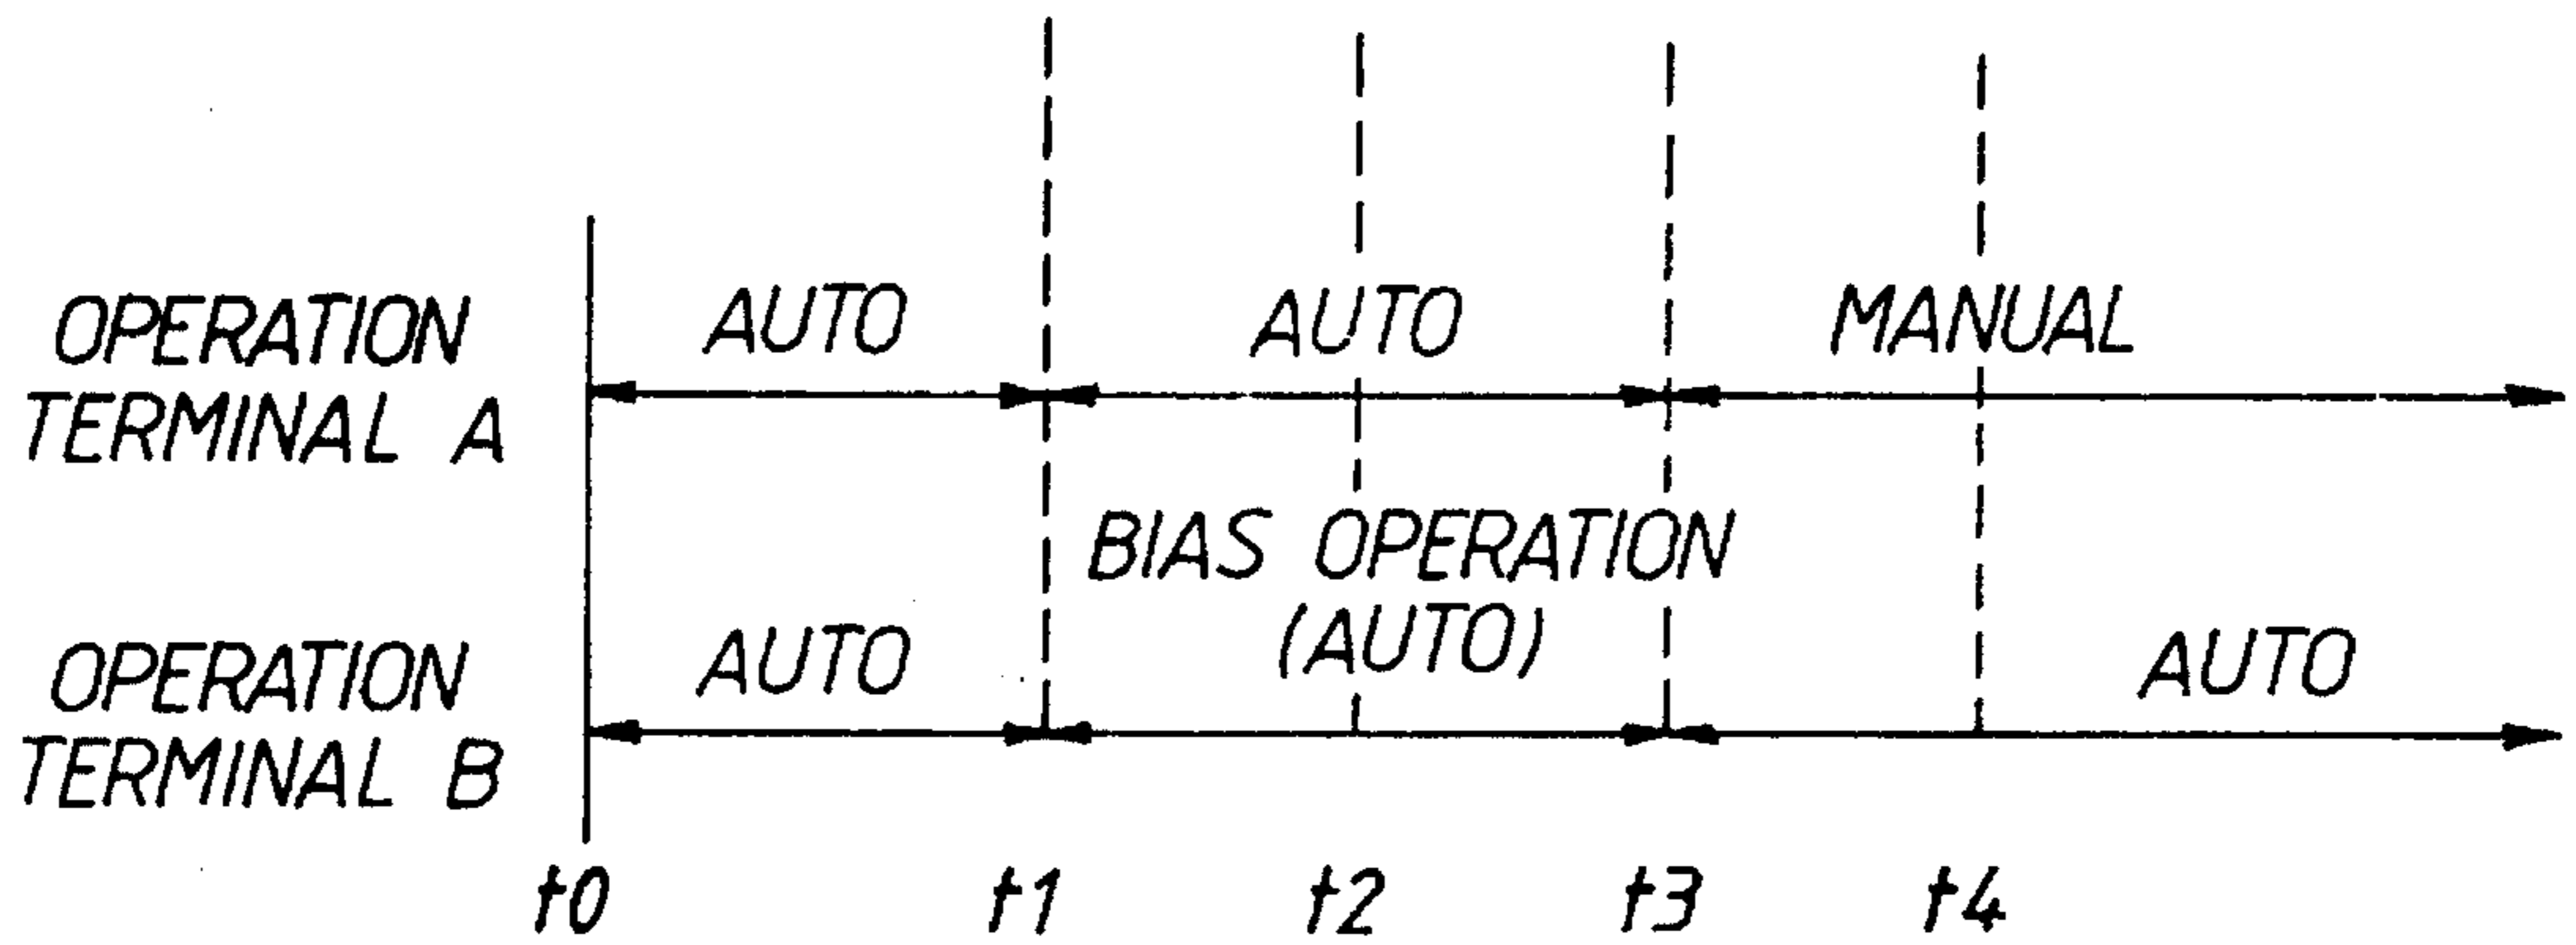 AUTO AUTO MANUAL
OPERATION
TERMINAL A
BIAS OPERATION
(AUTO)
AUTO AUTO
OPERATION
TERMINAL B
t0 t1 t2 t3 t4